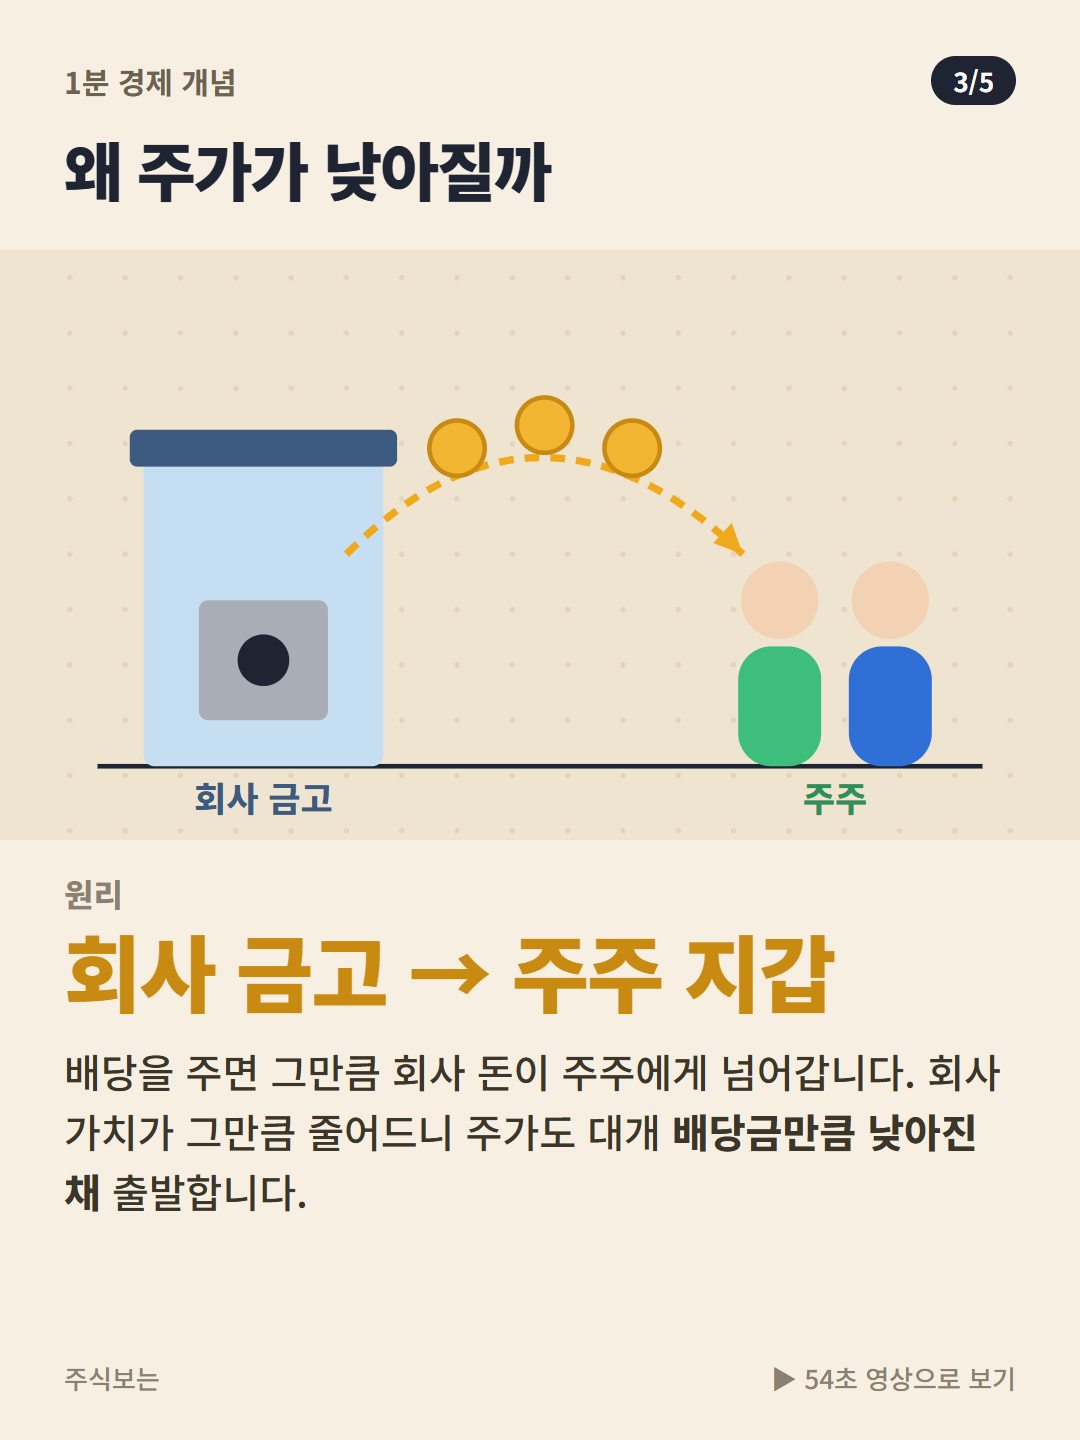 1분 경제 개념
3/5
왜 주가가 낮아질까
회사 금고
주주
원리
회사 금고 → 주주 지갑
배당을 주면 그만큼 회사 돈이 주주에게 넘어갑니다. 회사
가치가 그만큼 줄어드니 주가도 대개 배당금만큼 낮아진
채 출발합니다.
주식보는
▶ 54초 영상으로 보기